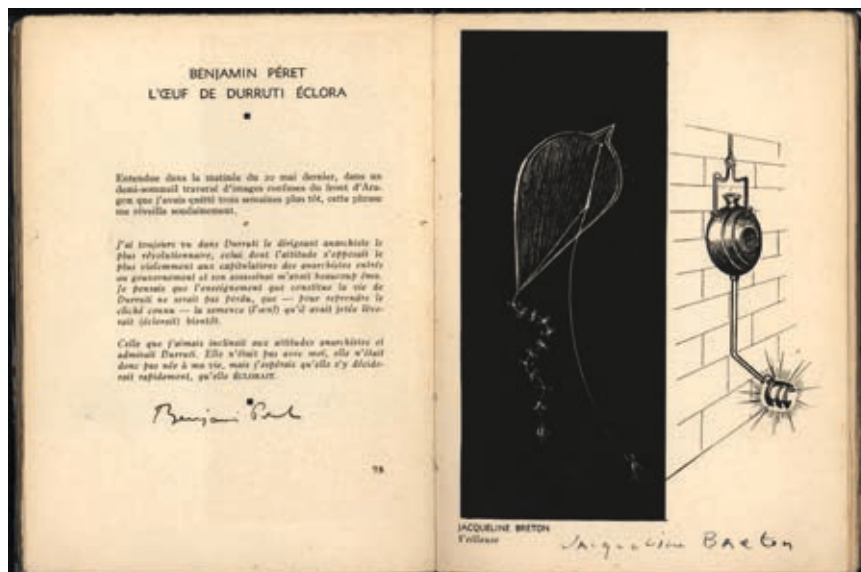 BENJAMIN PÉRET
L'ŒUF DE DURRUTI ÉCLORA
Entendue dans la matinée du 20 mai dernier, dans un
demi-sommeil traversé d'images confuses du front d'Ara-
gon que j'avais quitté trois semaines plus tôt, cette phrase
me réveille soudainement.
J'ai toujours vu dans Durruti le dirigeant anarchiste le
plus révolutionnaire, celui dont l'attitude s'opposait le
plus violemment aux capitulations des anarchistes entrés
au gouvernement et son assassinat m'avait beaucoup ému.
Je pensais que l'enseignement que constitue la vie de
Durruti ne serait pas perdu, que — pour reprendre le
cliché connu — la semence (l'œuf) qu'il avait jetée lève-
rait (éclorait) bientôt.
Celle que j'aimais inclinait aux attitudes anarchistes et
admirait Durruti. Elle n'était pas avec moi, elle n'était
donc pas née à ma vie, mais j'espérais qu'elle s'y décide-
rait rapidement, qu'elle ÉCLORAIT.
Benjamin Péret
JACQUELINE BRETON
Veilleuse
Jacqueline Breton